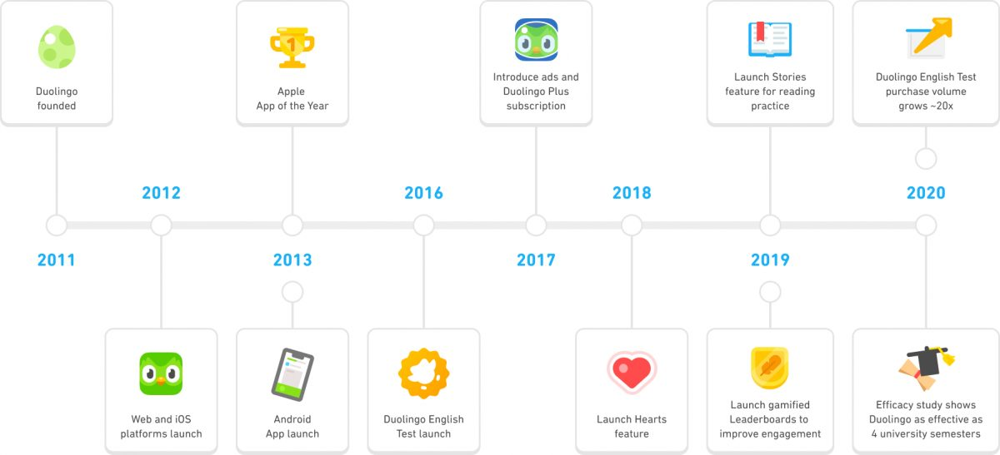 1
Duolingo
founded
Apple
App of the Year
Introduce ads and
Duolingo Plus
subscription
Launch Stories
feature for reading
practice
Duolingo English Test
purchase volume
grows ~20x
2012
2016
2018
2020
2011
2013
2017
2019
Web and iOS
platforms launch
Android
App launch
Duolingo English
Test launch
Launch Hearts
feature
Launch gamified
Leaderboards to
improve engagement
Efficacy study shows
Duolingo as effective as
4 university semesters